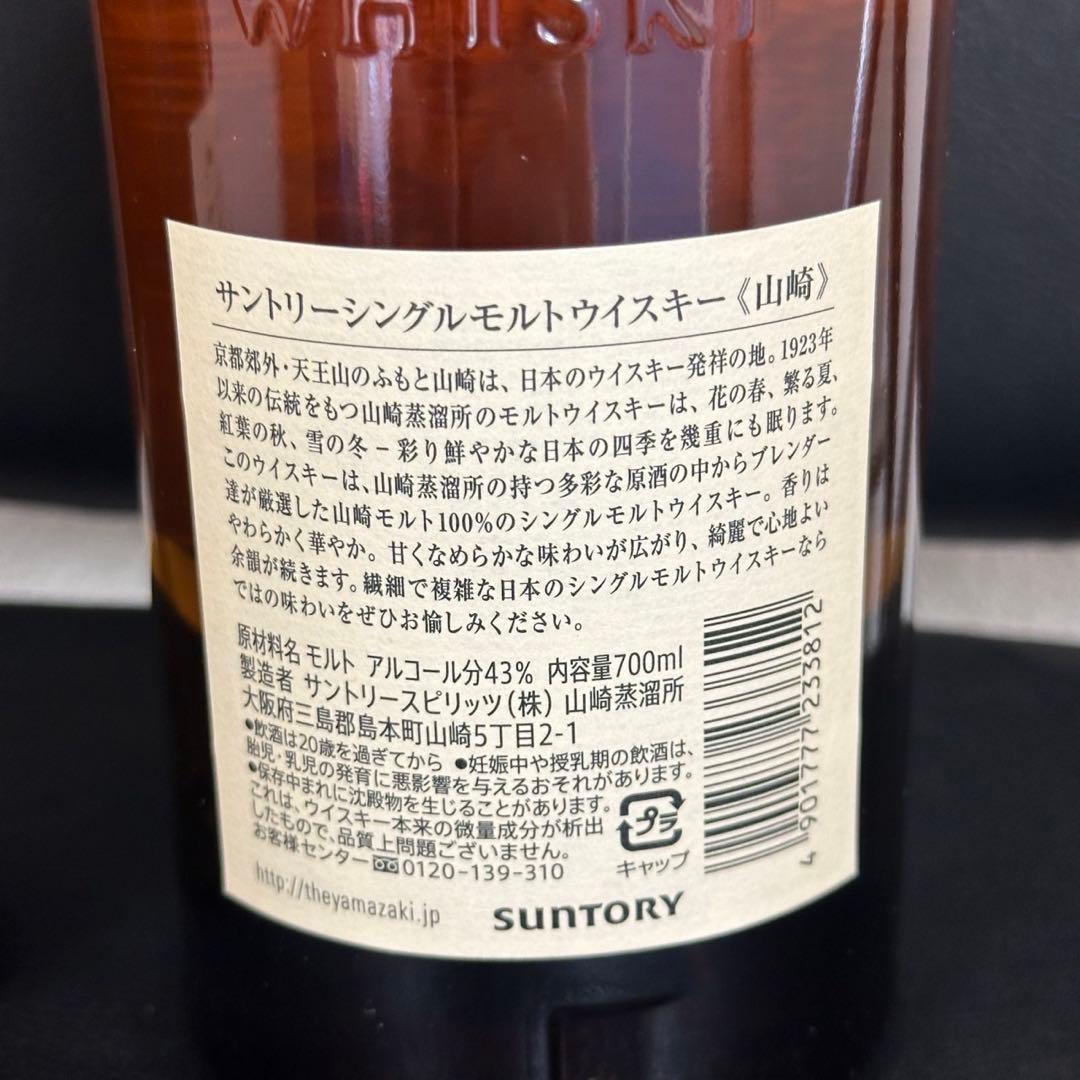 WHISKY
サントリーシングルモルトウイスキー《山崎》
京都郊外・天王山のふもと山崎は、日本のウイスキー発祥の地。1923年
以来の伝統をもつ山崎蒸溜所のモルトウイスキーは、花の春、繁る夏、
紅葉の秋、雪の冬−彩り鮮やかな日本の四季を幾重にも眠ります。
このウイスキーは、山崎蒸溜所の持つ多彩な原酒の中からブレンダー
達が厳選した山崎モルト100%のシングルモルトウイスキー。香りは
やわらかく華やか。甘くなめらかな味わいが広がり、綺麗で心地よい
余韻が続きます。繊細で複雑な日本のシングルモルトウイスキーなら
ではの味わいをぜひお愉しみください。
原材料名 モルト アルコール分43% 内容量700ml
製造者 サントリースピリッツ(株) 山崎蒸溜所
大阪府三島郡島本町山崎5丁目2-1
●飲酒は20歳を過ぎてから ●妊娠中や授乳期の飲酒は、
胎児・乳児の発育に悪影響を与えるおそれがあります。
●保存中まれに沈殿物を生じることがあります。
これは、ウイスキー本来の微量成分が析出
したもので、品質上問題ございません。
お客様センター 0120-139-310
プラ
キャップ
http://theyamazaki.jp
SUNTORY
4 901777 233812